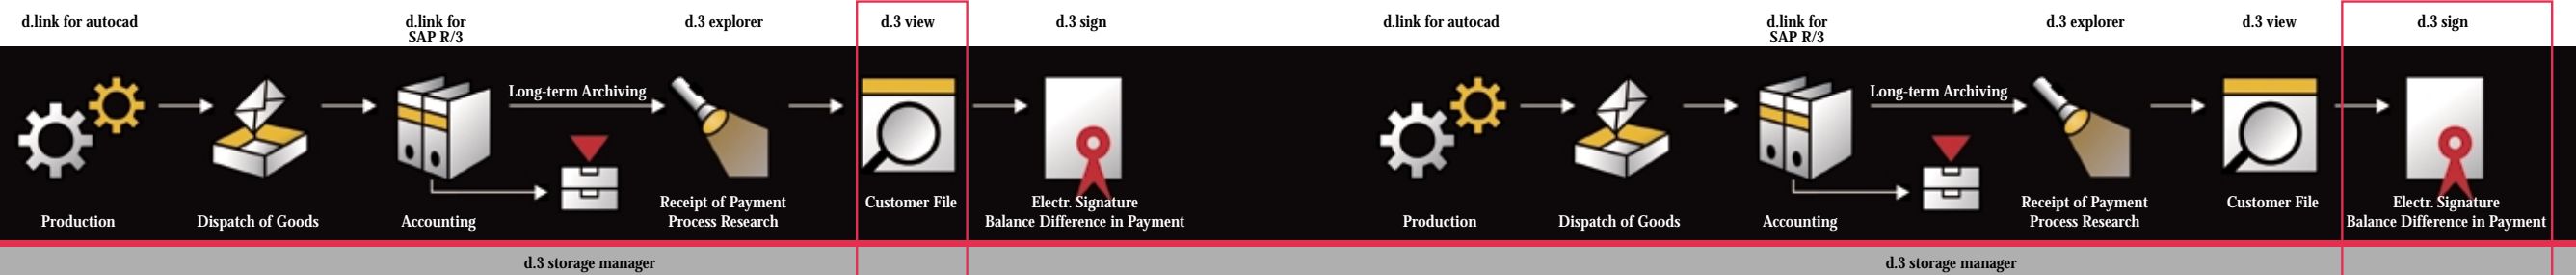 d.link for autocad
d.link for
SAP R/3
d.3 explorer
d.3 view
d.3 sign
Long-term Archiving
Production
Dispatch of Goods
Accounting
Receipt of Payment
Process Research
Customer File
Electr. Signature
Balance Difference in Payment
d.3 storage manager
d.link for autocad
d.link for
SAP R/3
d.3 explorer
d.3 view
d.3 sign
Long-term Archiving
Production
Dispatch of Goods
Accounting
Receipt of Payment
Process Research
Customer File
Electr. Signature
Balance Difference in Payment
d.3 storage manager